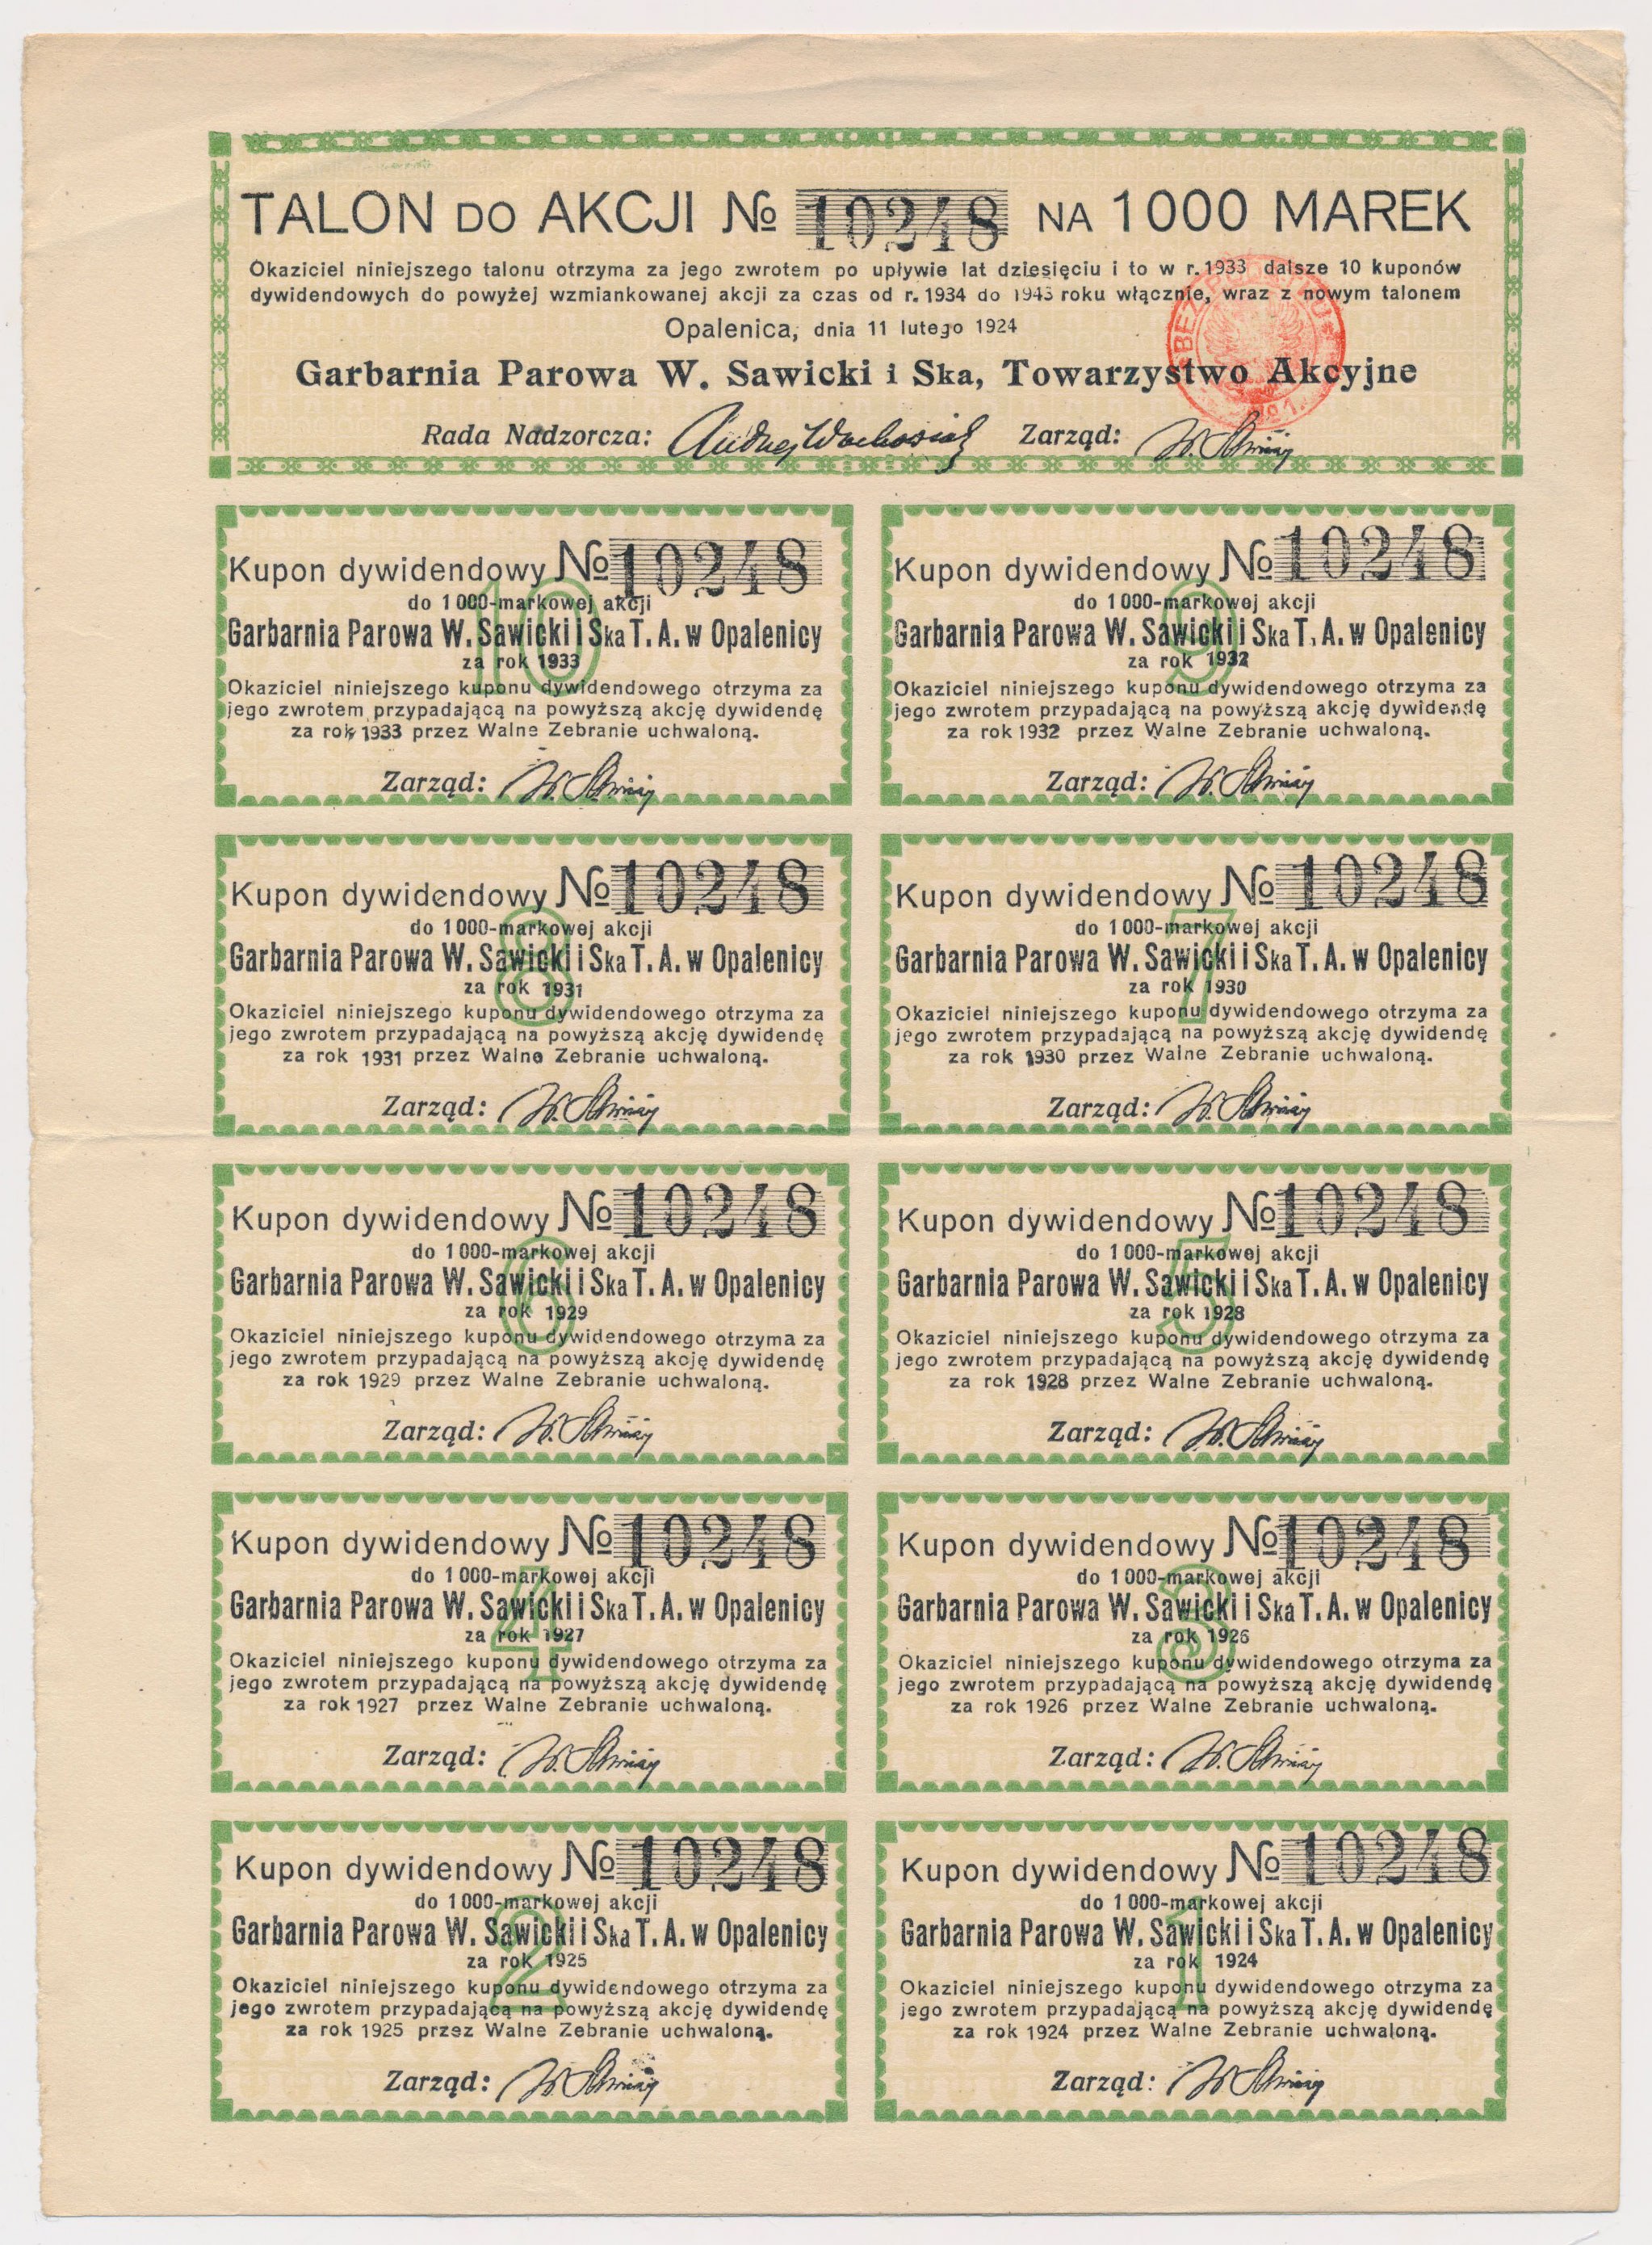 TALON DO AKCJI № 10248 NA 1000 MAREK
Okaziciel niniejszego talonu otrzyma za jego zwrotem po upływie lat dziesięciu i to w r. 1933 dalsze 10 kuponów
dywidendowych do powyżej wzmiankowanej akcji za czas od r. 1934 do 1943 roku włącznie, wraz z nowym talonem
Opalenica, dnia 11 lutego 1924
Garbarnia Parowa W. Sawicki i Ska, Towarzystwo Akcyjne
Rada Nadzorcza: Zarząd:
Kupon dywidendowy № 10248
do 1000-markowej akcji
Garbarnia Parowa W. Sawicki i Ska T. A. w Opalenicy
za rok 1933
10
Okaziciel niniejszego kuponu dywidendowego otrzyma za
jego zwrotem przypadającą na powyższą akcję dywidendę
za rok 1933 przez Walne Zebranie uchwaloną.
Zarząd:
Kupon dywidendowy № 10248
do 1000-markowej akcji
Garbarnia Parowa W. Sawicki i Ska T. A. w Opalenicy
za rok 1932
9
Okaziciel niniejszego kuponu dywidendowego otrzyma za
jego zwrotem przypadającą na powyższą akcję dywidendę
za rok 1932 przez Walne Zebranie uchwaloną.
Zarząd:
Kupon dywidendowy № 10248
do 1000-markowej akcji
Garbarnia Parowa W. Sawicki i Ska T. A. w Opalenicy
za rok 1931
8
Okaziciel niniejszego kuponu dywidendowego otrzyma za
jego zwrotem przypadającą na powyższą akcję dywidendę
za rok 1931 przez Walne Zebranie uchwaloną.
Zarząd:
Kupon dywidendowy № 10248
do 1000-markowej akcji
Garbarnia Parowa W. Sawicki i Ska T. A. w Opalenicy
za rok 1930
7
Okaziciel niniejszego kuponu dywidendowego otrzyma za
jego zwrotem przypadającą na powyższą akcję dywidendę
za rok 1930 przez Walne Zebranie uchwaloną.
Zarząd:
Kupon dywidendowy № 10248
do 1000-markowej akcji
Garbarnia Parowa W. Sawicki i Ska T. A. w Opalenicy
za rok 1929
6
Okaziciel niniejszego kuponu dywidendowego otrzyma za
jego zwrotem przypadającą na powyższą akcję dywidendę
za rok 1929 przez Walne Zebranie uchwaloną.
Zarząd:
Kupon dywidendowy № 10248
do 1000-markowej akcji
Garbarnia Parowa W. Sawicki i Ska T. A. w Opalenicy
za rok 1928
5
Okaziciel niniejszego kuponu dywidendowego otrzyma za
jego zwrotem przypadającą na powyższą akcję dywidendę
za rok 1928 przez Walne Zebranie uchwaloną.
Zarząd:
Kupon dywidendowy № 10248
do 1000-markowej akcji
Garbarnia Parowa W. Sawicki i Ska T. A. w Opalenicy
za rok 1927
4
Okaziciel niniejszego kuponu dywidendowego otrzyma za
jego zwrotem przypadającą na powyższą akcję dywidendę
za rok 1927 przez Walne Zebranie uchwaloną.
Zarząd:
Kupon dywidendowy № 10248
do 1000-markowej akcji
Garbarnia Parowa W. Sawicki i Ska T. A. w Opalenicy
za rok 1926
3
Okaziciel niniejszego kuponu dywidendowego otrzyma za
jego zwrotem przypadającą na powyższą akcję dywidendę
za rok 1926 przez Walne Zebranie uchwaloną.
Zarząd:
Kupon dywidendowy № 10248
do 1000-markowej akcji
Garbarnia Parowa W. Sawicki i Ska T. A. w Opalenicy
za rok 1925
2
Okaziciel niniejszego kuponu dywidendowego otrzyma za
jego zwrotem przypadającą na powyższą akcję dywidendę
za rok 1925 przez Walne Zebranie uchwaloną.
Zarząd:
Kupon dywidendowy № 10248
do 1000-markowej akcji
Garbarnia Parowa W. Sawicki i Ska T. A. w Opalenicy
za rok 1924
1
Okaziciel niniejszego kuponu dywidendowego otrzyma za
jego zwrotem przypadającą na powyższą akcję dywidendę
za rok 1924 przez Walne Zebranie uchwaloną.
Zarząd: